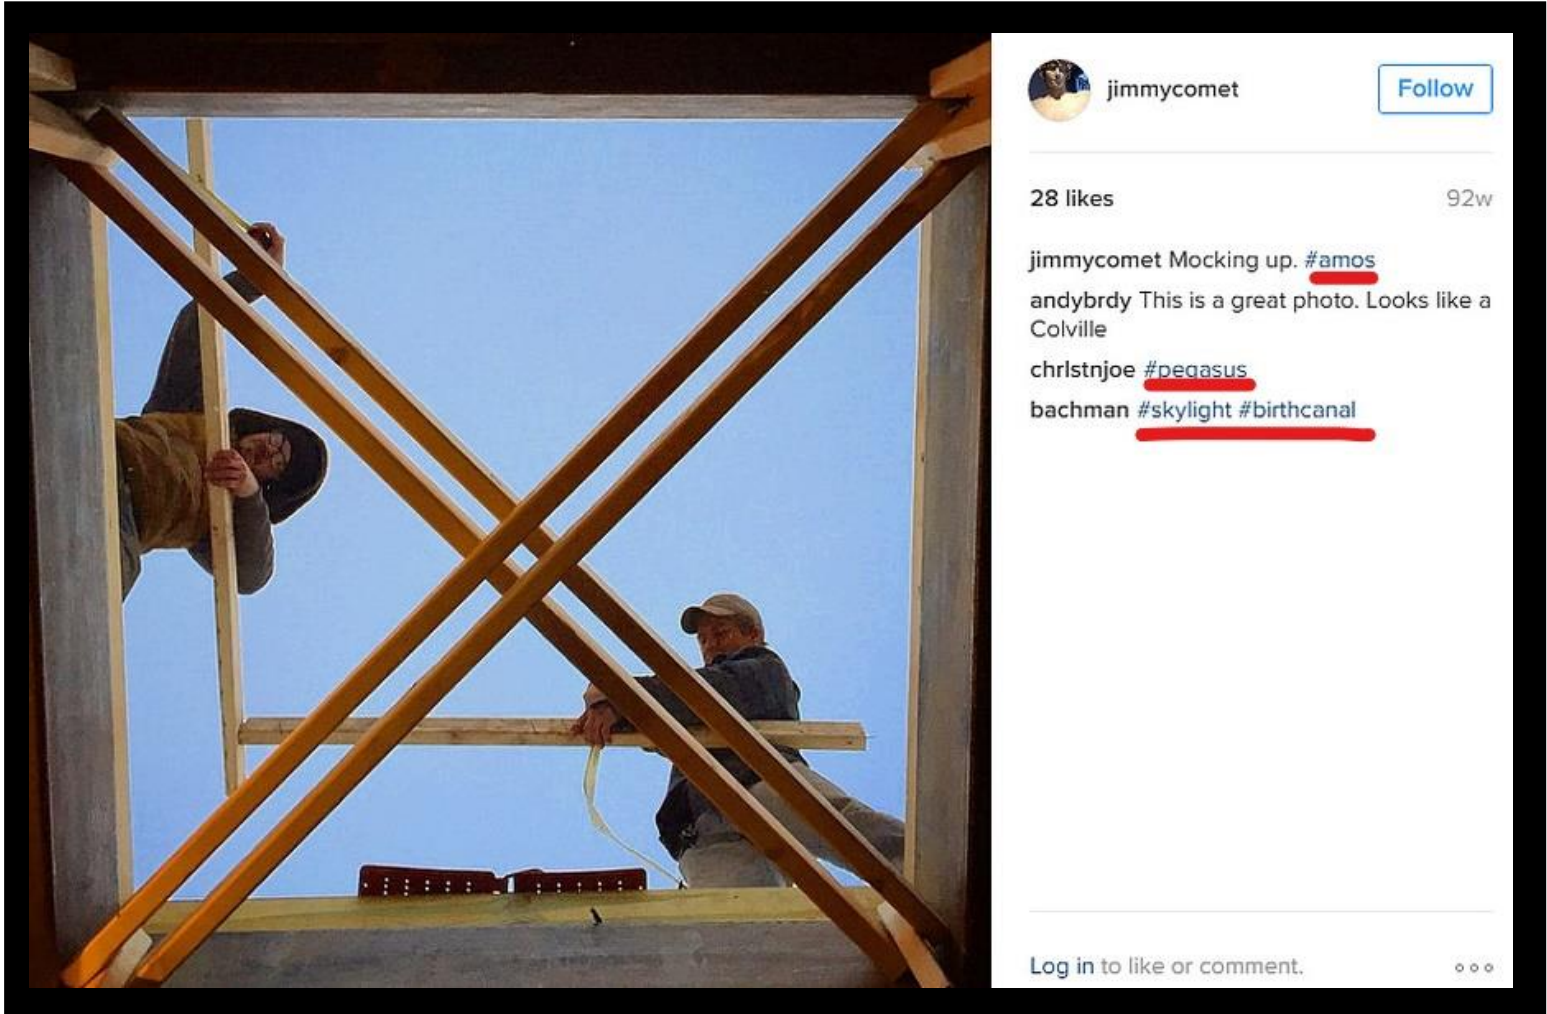 jimmycomet
Follow
28 likes
92w
jimmycomet Mocking up. #amos
andybrdy This is a great photo. Looks like a
Colville
chrlstnjoe #pegasus
bachman #skylight #birthcanal
Log in to like or comment.